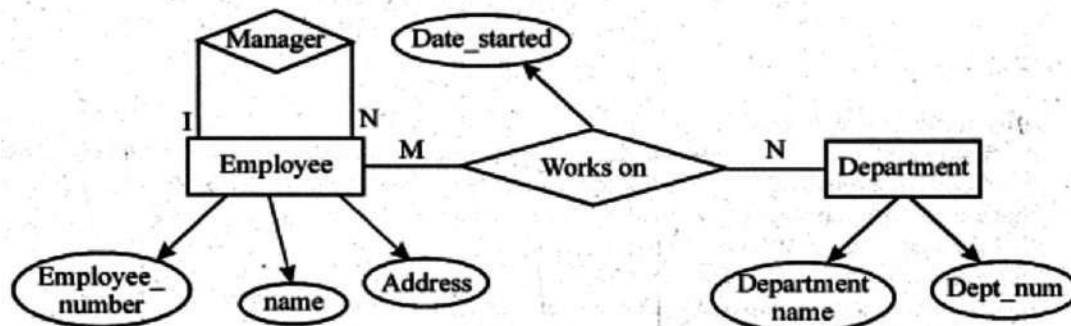 Manager
Date_started
I
N
Employee
M
Works on
N
Department
Employee_
number
name
Address
Department
name
Dept_num